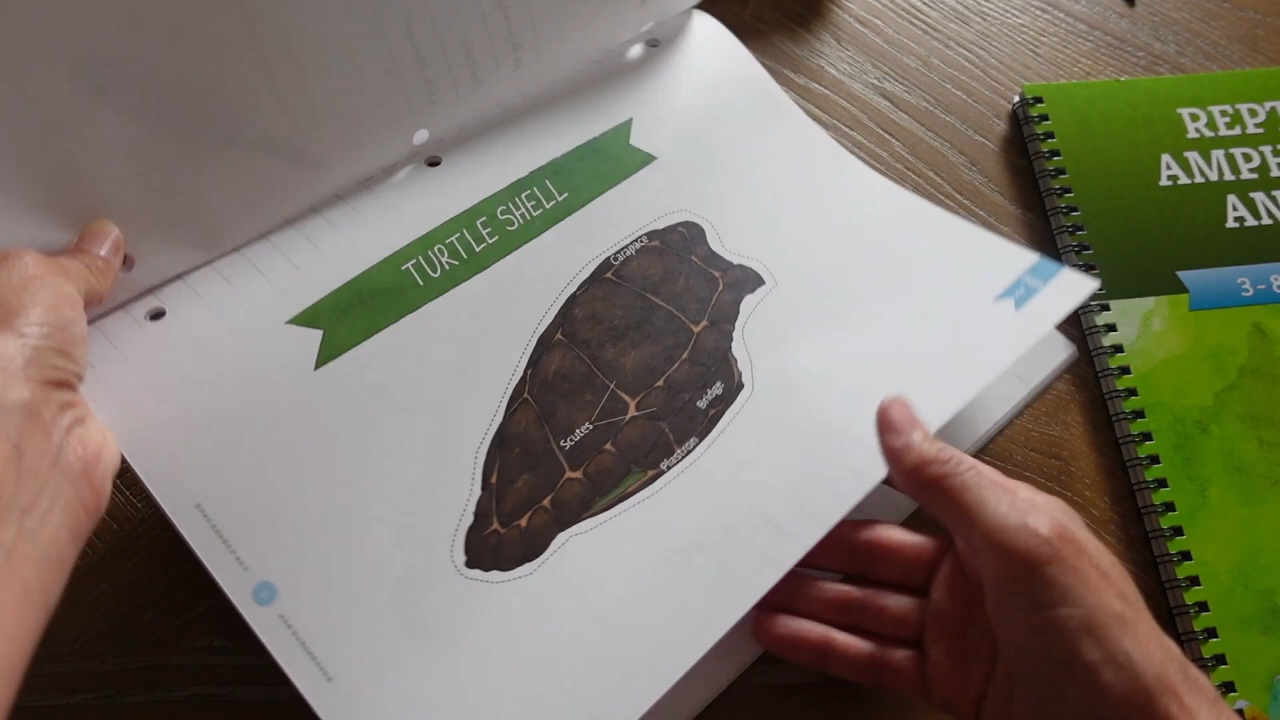 TURTLE SHELL
Carapace
Scutes
Bridge
Plastron
REPT
AMPH
AN
3-8